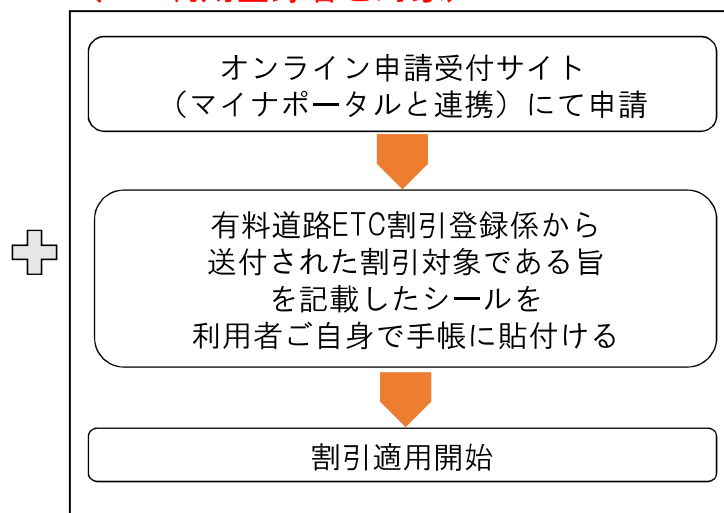 オンライン申請受付サイト
（マイナポータルと連携）にて申請
有料道路ETC割引登録係から
送付された割引対象である旨
を記載したシールを
利用者ご自身で手帳に貼付ける
割引適用開始